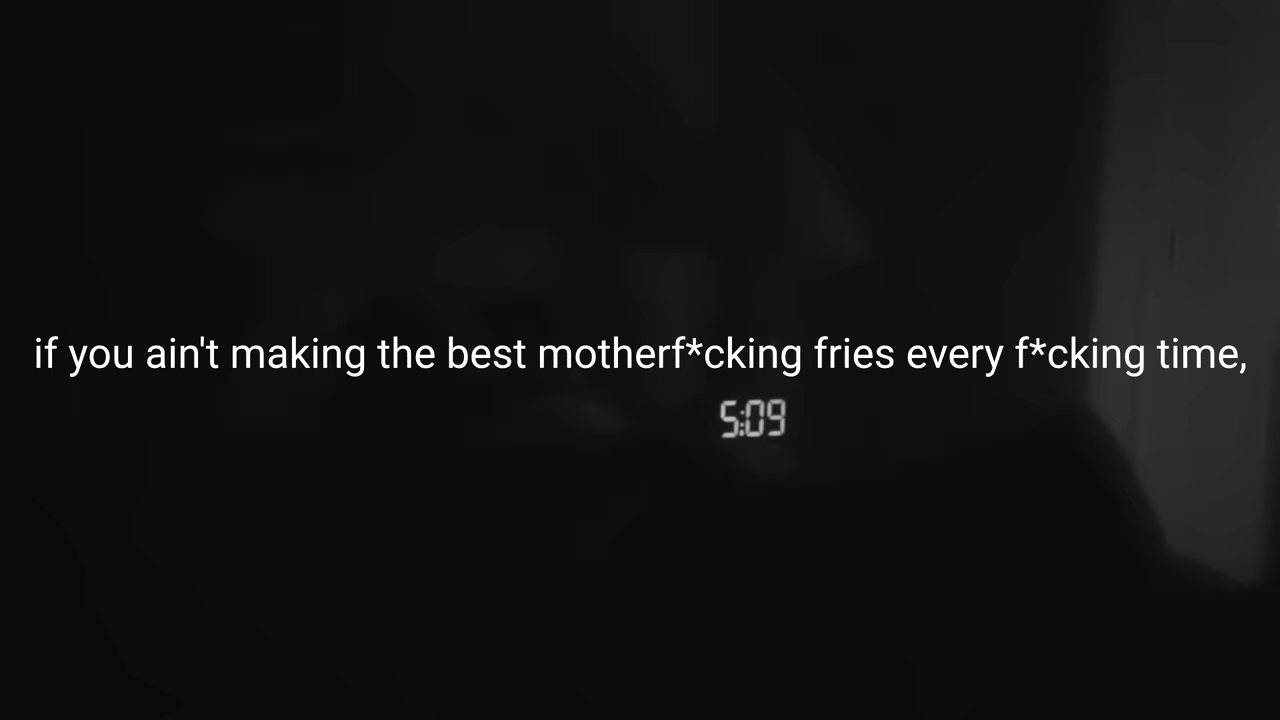 if you ain't making the best motherf*cking fries every f*cking time,
5:09